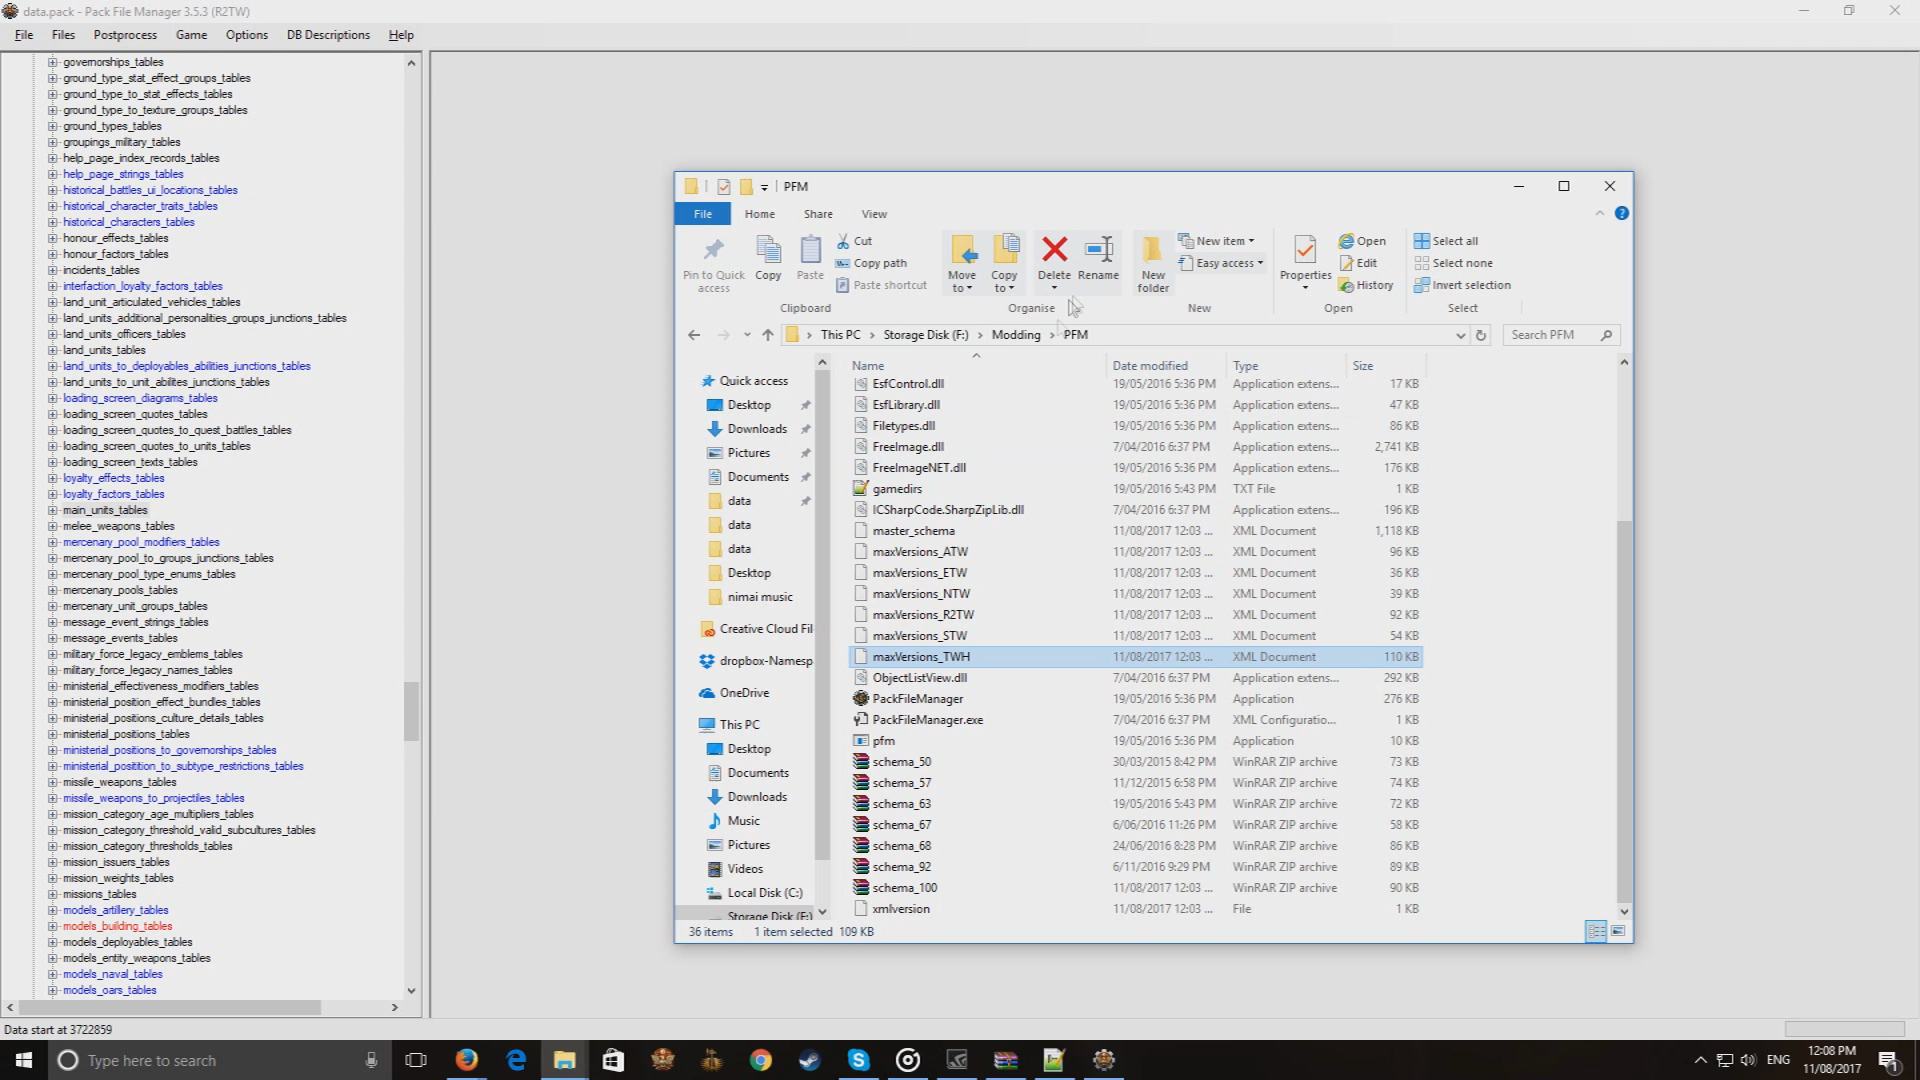 data.pack - Pack File Manager 3.5.3 (R2TW)
File Files Postprocess Game Options DB Descriptions Help
governorships_tables
ground_type_stat_effect_groups_tables
ground_type_to_stat_effects_tables
ground_type_to_texture_groups_tables
ground_types_tables
groupings_military_tables
help_page_index_records_tables
help_page_strings_tables
historical_battles_ui_locations_tables
historical_character_traits_tables
historical_characters_tables
honour_effects_tables
honour_factors_tables
incidents_tables
interfaction_loyalty_factors_tables
land_unit_articulated_vehicles_tables
land_units_additional_personalities_groups_junctions_tables
land_units_officers_tables
land_units_tables
land_units_to_deployables_abilities_junctions_tables
land_units_to_unit_abilites_junctions_tables
loading_screen_diagrams_tables
loading_screen_quotes_tables
loading_screen_quotes_to_quest_battles_tables
loading_screen_quotes_to_units_tables
loading_screen_texts_tables
loyalty_effects_tables
loyalty_factors_tables
main_units_tables
melee_weapons_tables
mercenary_pool_modifiers_tables
mercenary_pool_to_groups_junctions_tables
mercenary_pool_type_enums_tables
mercenary_pools_tables
mercenary_unit_groups_tables
message_event_strings_tables
message_events_tables
military_force_legacy_emblems_tables
military_force_legacy_names_tables
ministerial_effectiveness_modifiers_tables
ministerial_position_effect_bundles_tables
ministerial_positions_culture_details_tables
ministerial_positions_tables
ministerial_positions_to_governorships_tables
ministerial_positition_to_subtype_restrictions_tables
missile_weapons_tables
missile_weapons_to_projectiles_tables
mission_category_age_multipliers_tables
mission_category_threshold_valid_subcultures_tables
mission_category_thresholds_tables
mission_issuers_tables
mission_weights_tables
missions_tables
models_artillery_tables
models_building_tables
models_deployables_tables
models_entity_weapons_tables
models_naval_tables
models_oars_tables
Data start at 3722859
PFM
File Home Share View
Pin to Quick access
Copy
Paste
Cut
Copy path
Paste shortcut
Clipboard
Move to
Copy to
Delete
Rename
Organise
New folder
New item
Easy access
New
Properties
Open
Edit
History
Open
Select all
Select none
Invert selection
Select
This PC Storage Disk (F:) Modding PFM
Search PFM
Quick access
Desktop
Downloads
Pictures
Documents
data
data
data
Desktop
nimai music
Creative Cloud Fil
dropbox-Namesp
OneDrive
This PC
Desktop
Documents
Downloads
Music
Pictures
Videos
Local Disk (C:)
Storage Disk (F:)
Name Date modified Type Size
EsfControl.dll 19/05/2016 5:36 PM Application extens... 17 KB
EsfLibrary.dll 19/05/2016 5:36 PM Application extens... 47 KB
Filetypes.dll 19/05/2016 5:36 PM Application extens... 86 KB
FreeImage.dll 7/04/2016 6:37 PM Application extens... 2,741 KB
FreeImageNET.dll 19/05/2016 5:36 PM Application extens... 176 KB
gamedirs 19/05/2016 5:43 PM TXT File 1 KB
ICSharpCode.SharpZipLib.dll 7/04/2016 6:37 PM Application extens... 196 KB
master_schema 11/08/2017 12:03 ... XML Document 1,118 KB
maxVersions_ATW 11/08/2017 12:03 ... XML Document 96 KB
maxVersions_ETW 11/08/2017 12:03 ... XML Document 36 KB
maxVersions_NTW 11/08/2017 12:03 ... XML Document 39 KB
maxVersions_R2TW 11/08/2017 12:03 ... XML Document 92 KB
maxVersions_STW 11/08/2017 12:03 ... XML Document 54 KB
maxVersions_TWH 11/08/2017 12:03 ... XML Document 110 KB
ObjectListView.dll 7/04/2016 6:37 PM Application extens... 292 KB
PackFileManager 19/05/2016 5:36 PM Application 276 KB
PackFileManager.exe 7/04/2016 6:37 PM XML Configuratio... 1 KB
pfm 19/05/2016 5:36 PM Application 10 KB
schema_50 30/03/2015 8:42 PM WinRAR ZIP archive 73 KB
schema_57 11/12/2015 6:58 PM WinRAR ZIP archive 74 KB
schema_63 19/05/2016 5:43 PM WinRAR ZIP archive 72 KB
schema_67 6/06/2016 11:26 PM WinRAR ZIP archive 58 KB
schema_68 24/06/2016 8:28 PM WinRAR ZIP archive 86 KB
schema_92 6/11/2016 9:29 PM WinRAR ZIP archive 89 KB
schema_100 11/08/2017 12:03 ... WinRAR ZIP archive 90 KB
xmlversion 11/08/2017 12:03 ... File 1 KB
36 items 1 item selected 109 KB
Type here to search
ENG
12:08 PM
11/08/2017
1